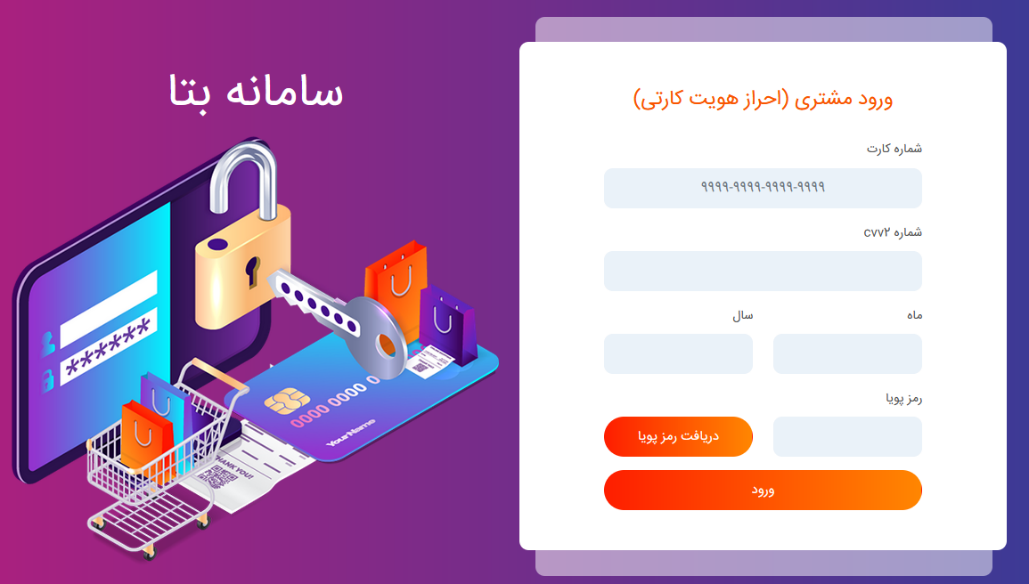 سامانه بتا
ورود مشتری (احراز هویت کارتی)
شماره کارت
۹۹۹۹-۹۹۹۹-۹۹۹۹-۹۹۹۹
شماره cvv۲
ماه
سال
رمز پویا
دریافت رمز پویا
ورود
*******
0000 0000 0
YourName
THANK YOU!